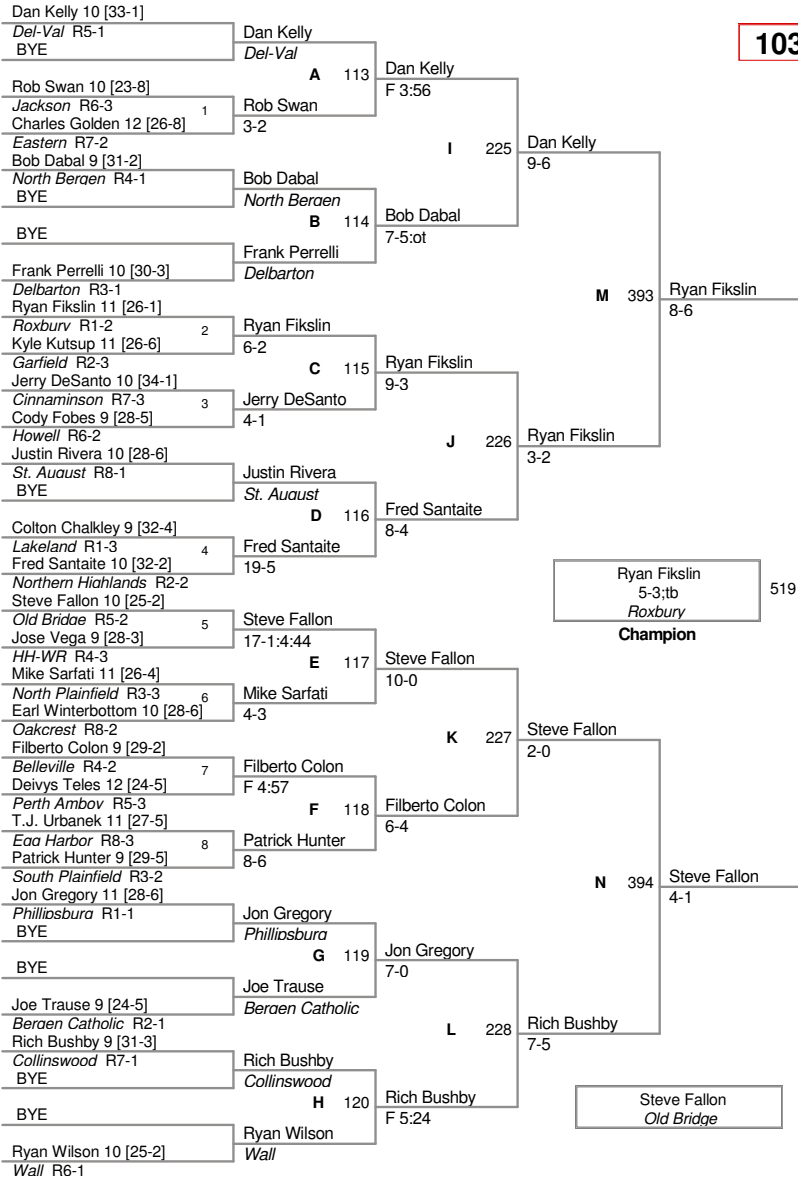 Dan Kelly 10 [33-1]
Del-Val R5-1
BYE
Rob Swan 10 [23-8]
Jackson R6-3
1
Charles Golden 12 [26-8]
Eastern R7-2
Bob Dabal 9 [31-2]
North Bergen R4-1
BYE
BYE
Frank Perrelli 10 [30-3]
Delbarton R3-1
Ryan Fikslin 11 [26-1]
Roxbury R1-2
2
Kyle Kutsup 11 [26-6]
Garfield R2-3
Jerry DeSanto 10 [34-1]
Cinnaminson R7-3
3
Cody Fobes 9 [28-5]
Howell R6-2
Justin Rivera 10 [28-6]
St. August R8-1
BYE
Colton Chalkley 9 [32-4]
Lakeland R1-3
4
Fred Santaite 10 [32-2]
Northern Highlands R2-2
Steve Fallon 10 [25-2]
Old Bridge R5-2
5
Jose Vega 9 [28-3]
HH-WR R4-3
Mike Sarfati 11 [26-4]
North Plainfield R3-3
6
Earl Winterbottom 10 [28-6]
Oakcrest R8-2
Filberto Colon 9 [29-2]
Belleville R4-2
7
Deivys Teles 12 [24-5]
Perth Amboy R5-3
T.J. Urbanek 11 [27-5]
Egg Harbor R8-3
8
Patrick Hunter 9 [29-5]
South Plainfield R3-2
Jon Gregory 11 [28-6]
Phillipsburg R1-1
BYE
BYE
Joe Trause 9 [24-5]
Bergen Catholic R2-1
Rich Bushby 9 [31-3]
Collinswood R7-1
BYE
BYE
Ryan Wilson 10 [25-2]
Wall R6-1
Dan Kelly
Del-Val
A 113
Rob Swan
3-2
Bob Dabal
North Bergen
B 114
Frank Perrelli
Delbarton
Ryan Fikslin
6-2
C 115
Jerry DeSanto
4-1
Justin Rivera
St. August
D 116
Fred Santaite
19-5
Steve Fallon
17-1:4:44
E 117
Mike Sarfati
4-3
Filberto Colon
F 4:57
F 118
Patrick Hunter
8-6
Jon Gregory
Phillipsburg
G 119
Joe Trause
Bergen Catholic
Rich Bushby
Collinswood
H 120
Ryan Wilson
Wall
Dan Kelly
F 3:56
I 225
Bob Dabal
7-5:ot
Ryan Fikslin
9-3
J 226
Fred Santaite
8-4
Steve Fallon
10-0
K 227
Filberto Colon
6-4
Jon Gregory
7-0
L 228
Rich Bushby
F 5:24
Dan Kelly
9-6
M 393
Ryan Fikslin
3-2
Steve Fallon
2-0
N 394
Rich Bushby
7-5
103
Ryan Fikslin
8-6
Ryan Fikslin
5-3;tb
Roxbury
519
Champion
Steve Fallon
4-1
Steve Fallon
Old Bridge